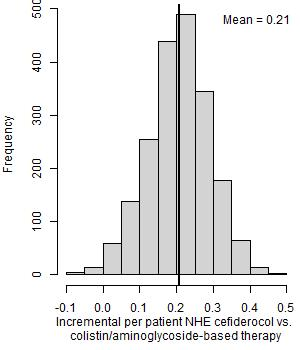 Mean = 0.21
Frequency
500
400
300
200
100
0
-0.1 0.0 0.1 0.2 0.3 0.4 0.5
Incremental per patient NHE cefiderocol vs.
colistin/aminoglycoside-based therapy